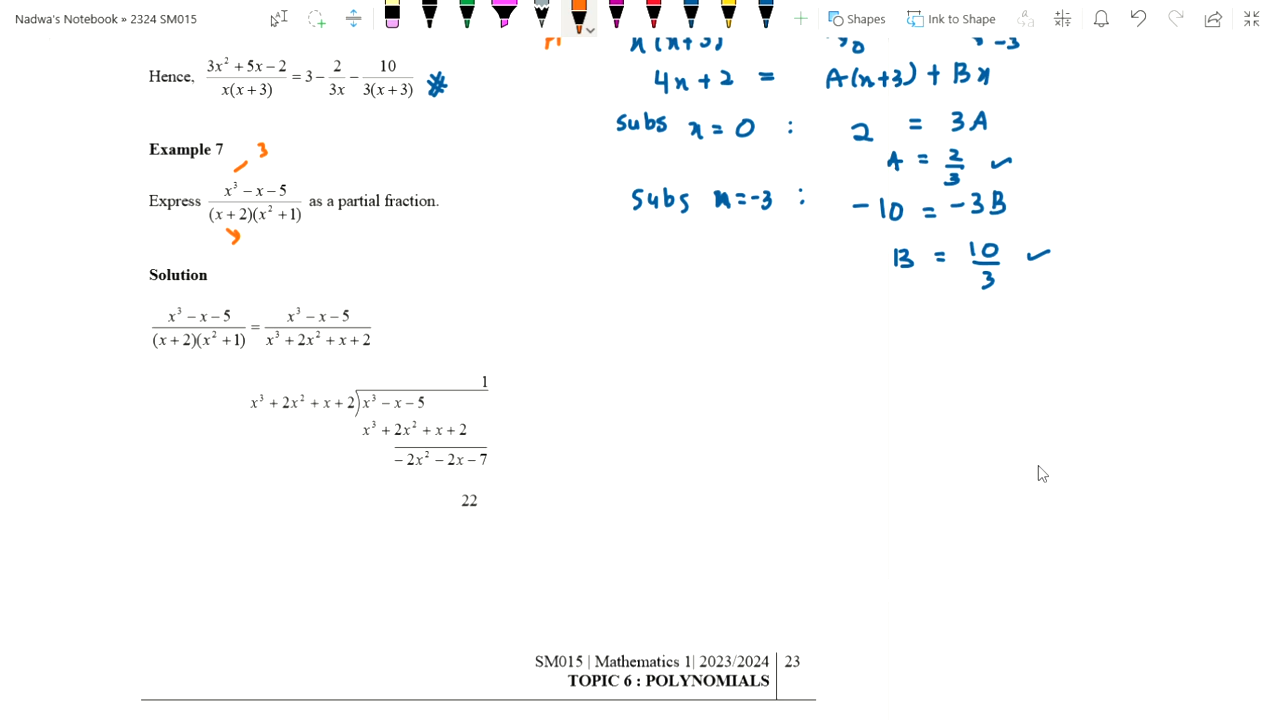 Nadwa's Notebook » 2324 SM015
Shapes
Ink to Shape
x(x+3)
-3
Hence, (3x² + 5x − 2)/(x(x + 3)) = 3 − 2/(3x) − 10/(3(x + 3))
4x + 2 = A(x+3) + Bx
subs x = 0 : 2 = 3A
A = 2/3 ✓
subs x = -3 : -10 = -3B
B = 10/3 ✓
Example 7
3
Express (x³ − x − 5)/((x + 2)(x² + 1)) as a partial fraction.
Solution
(x³ − x − 5)/((x + 2)(x² + 1)) = (x³ − x − 5)/(x³ + 2x² + x + 2)
1
x³ + 2x² + x + 2)x³ − x − 5
x³ + 2x² + x + 2
− 2x² − 2x − 7
22
SM015 | Mathematics 1| 2023/2024 23
TOPIC 6 : POLYNOMIALS